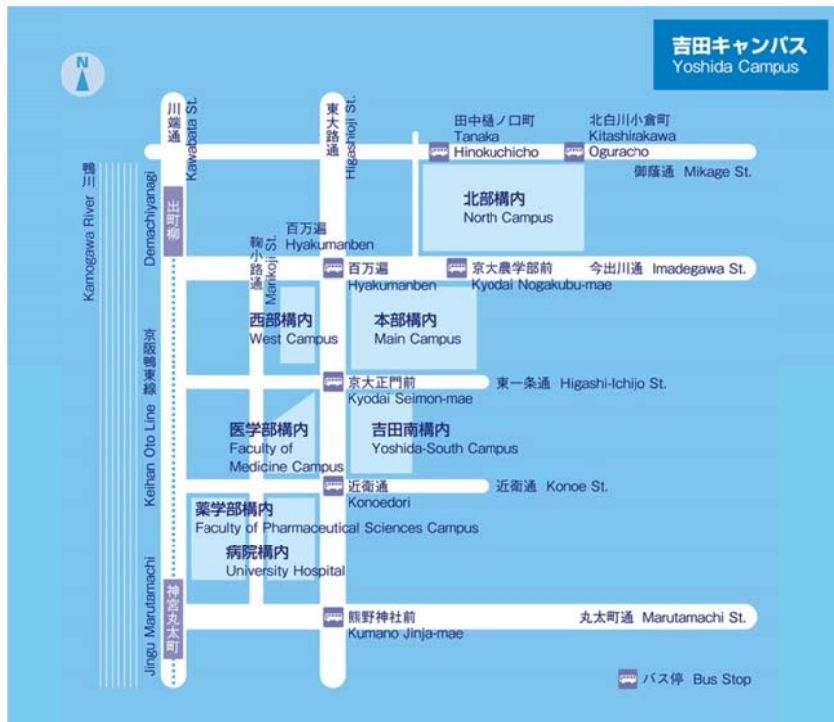 吉田キャンパス
Yoshida Campus
N
川端通
Kawabata St.
東大路通
Higashioji St.
田中樋ノ口町
Tanaka
Hinokuchicho
北白川小倉町
Kitashirakawa
Oguracho
御蔭通 Mikage St.
鴨川
Kamogawa River
出町柳
Demachiyanagi
北部構内
North Campus
百万遍
Hyakumanben
鞠小路通
Marikoji St.
百万遍
Hyakumanben
京大農学部前
Kyodai Nogakubu-mae
今出川通 Imadegawa St.
西部構内
West Campus
本部構内
Main Campus
京阪鴨東線
Keihan Oto Line
京大正門前
Kyodai Seimon-mae
東一条通 Higashi-Ichijo St.
医学部構内
Faculty of
Medicine Campus
吉田南構内
Yoshida-South Campus
近衛通
Konoedori
近衛通 Konoe St.
薬学部構内
Faculty of Pharmaceutical Sciences Campus
病院構内
University Hospital
神宮丸太町
Jingu Marutamachi
熊野神社前
Kumano Jinja-mae
丸太町通 Marutamachi St.
バス停 Bus Stop